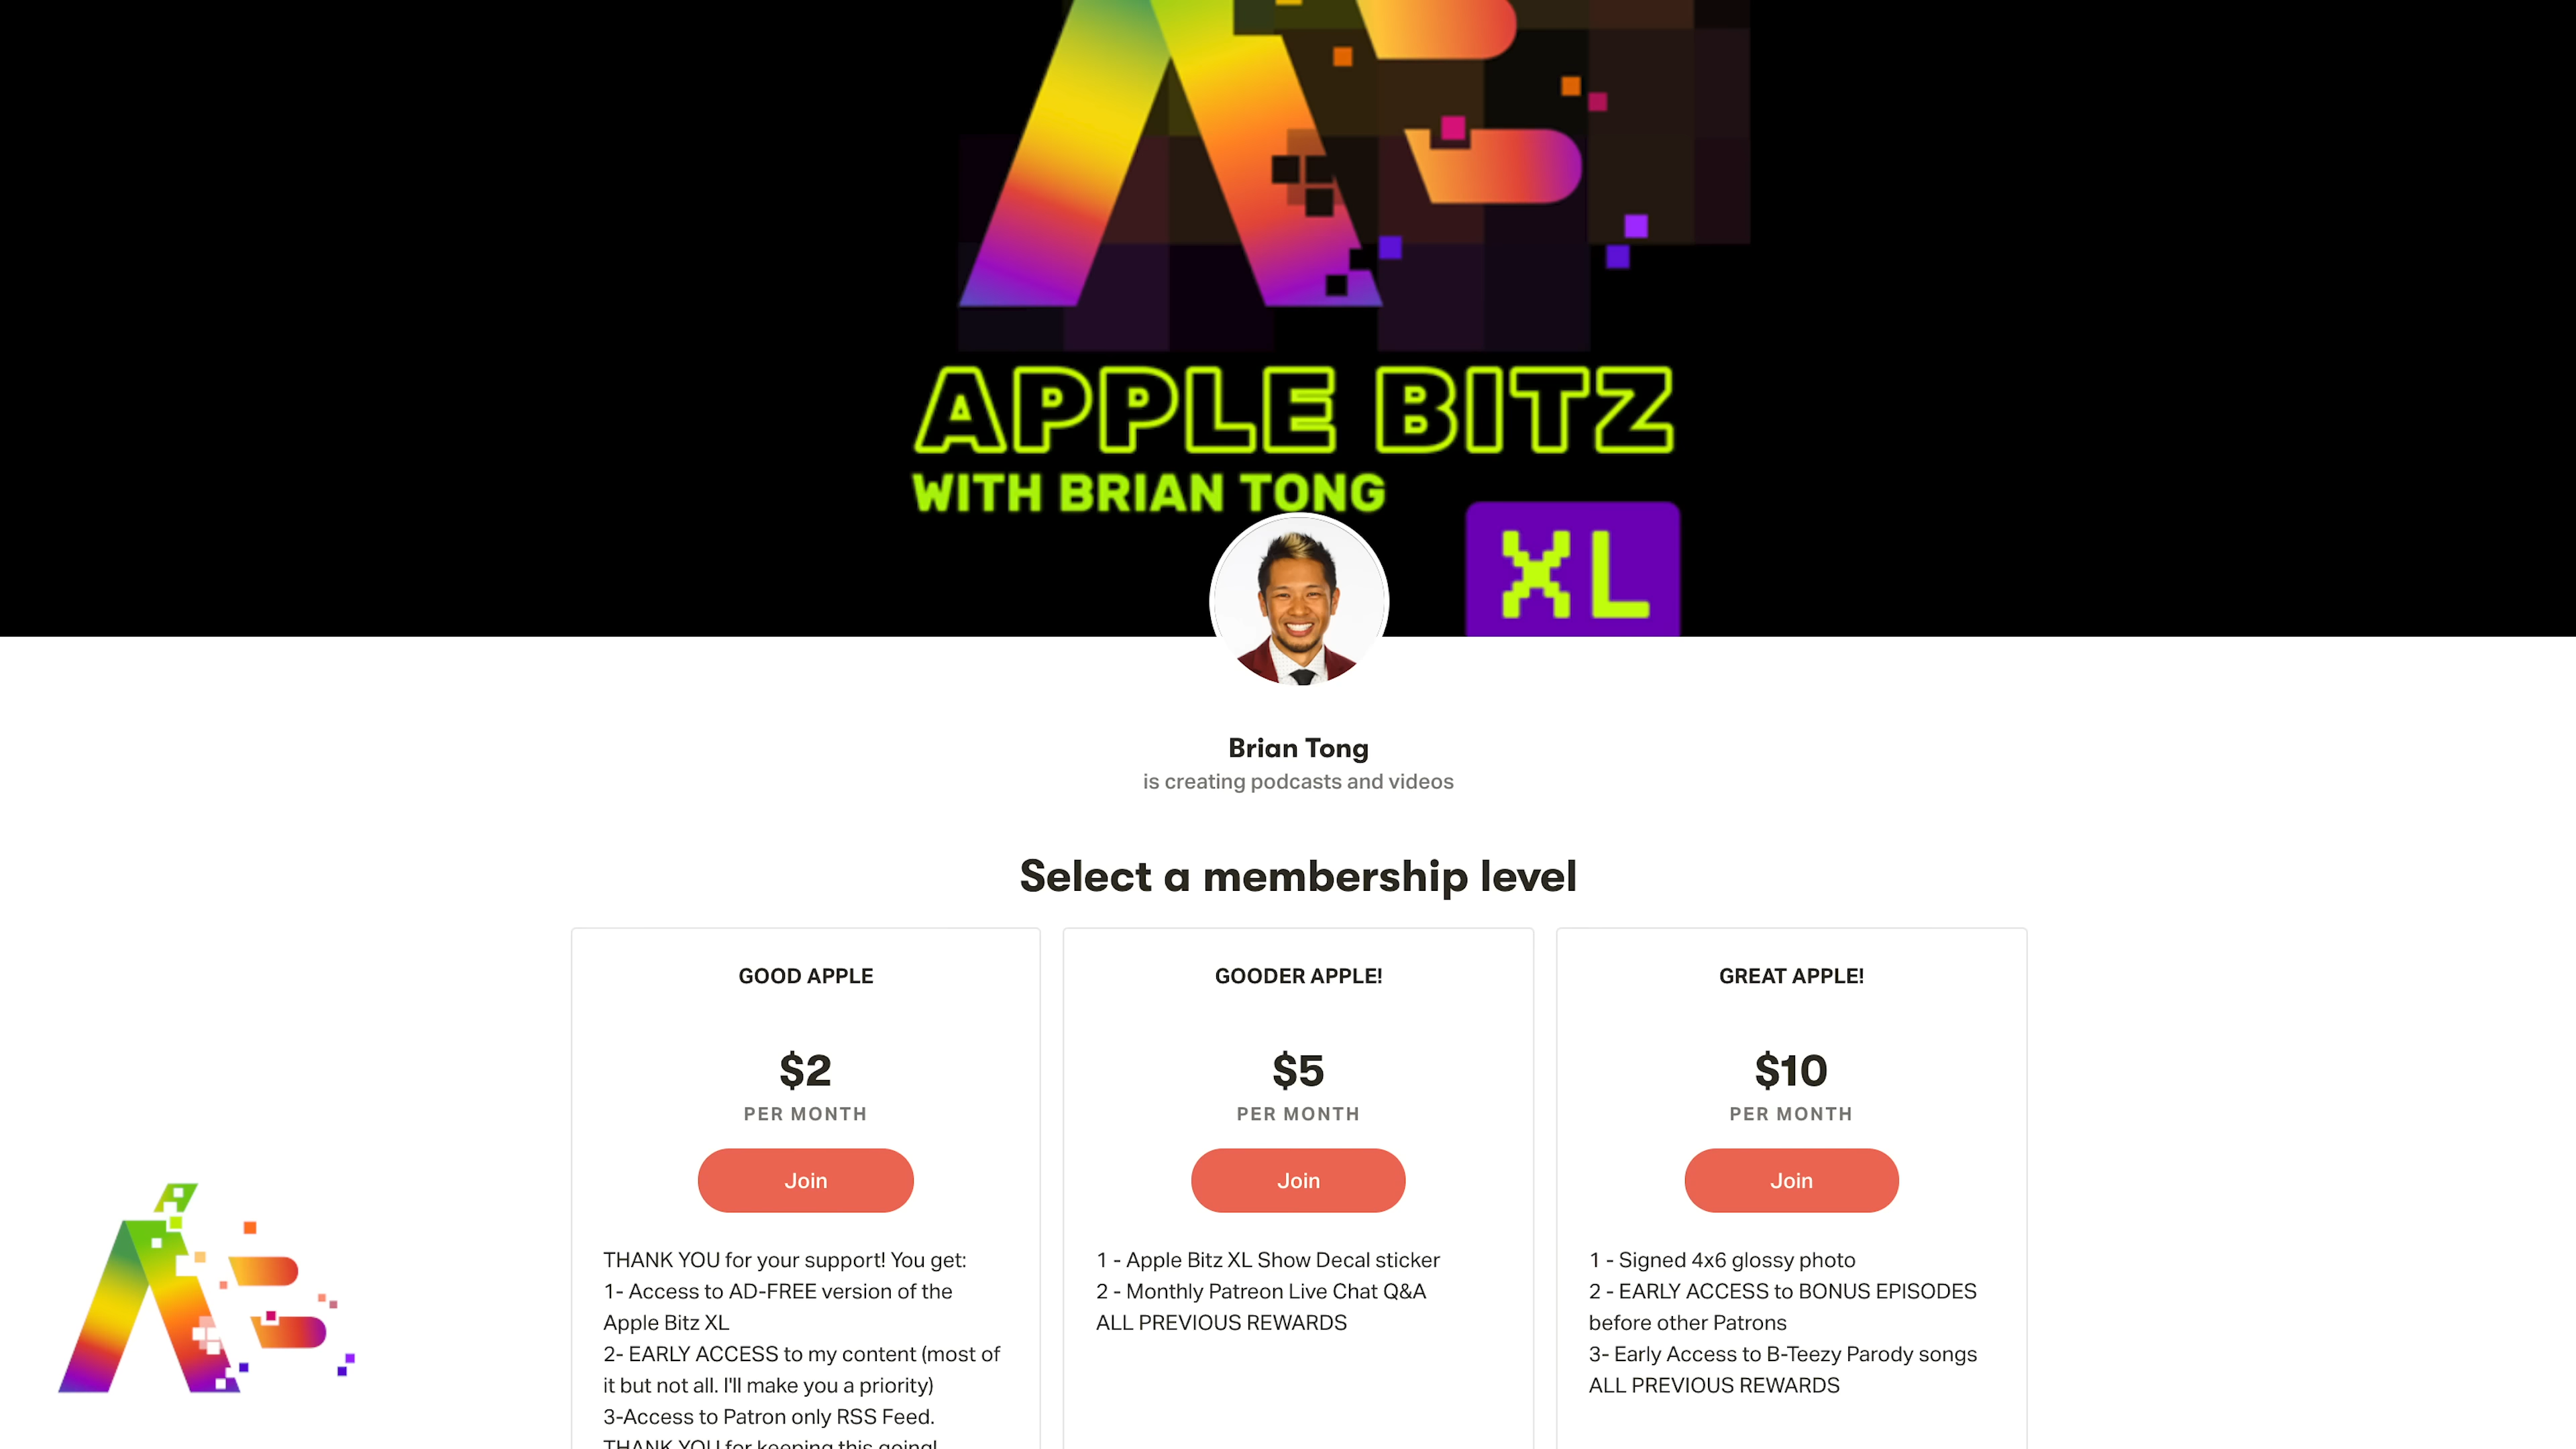 APPLE BITZ
WITH BRIAN TONG
XL
Brian Tong
is creating podcasts and videos
Select a membership level
GOOD APPLE
$2
PER MONTH
Join
THANK YOU for your support! You get:
1- Access to AD-FREE version of the
Apple Bitz XL
2- EARLY ACCESS to my content (most of
it but not all. I'll make you a priority)
3-Access to Patron only RSS Feed.
THANK YOU for keeping this going!
GOODER APPLE!
$5
PER MONTH
Join
1 - Apple Bitz XL Show Decal sticker
2 - Monthly Patreon Live Chat Q&A
ALL PREVIOUS REWARDS
GREAT APPLE!
$10
PER MONTH
Join
1 - Signed 4x6 glossy photo
2 - EARLY ACCESS to BONUS EPISODES
before other Patrons
3- Early Access to B-Teezy Parody songs
ALL PREVIOUS REWARDS